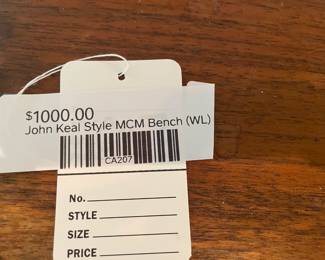 $1000.00
John Keal Style MCM Bench (WL)
CA207
No.
STYLE
SIZE
PRICE